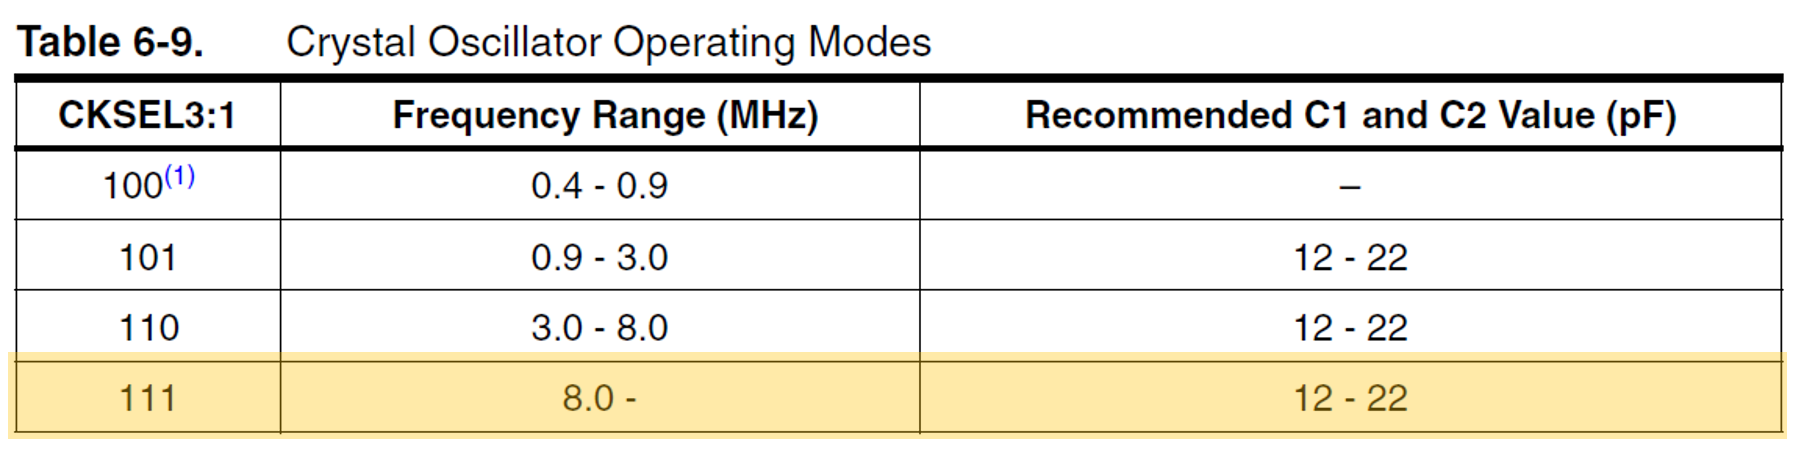 Table 6-9. Crystal Oscillator Operating Modes
CKSEL3:1 Frequency Range (MHz) Recommended C1 and C2 Value (pF)
100(1) 0.4 - 0.9 –
101 0.9 - 3.0 12 - 22
110 3.0 - 8.0 12 - 22
111 8.0 - 12 - 22